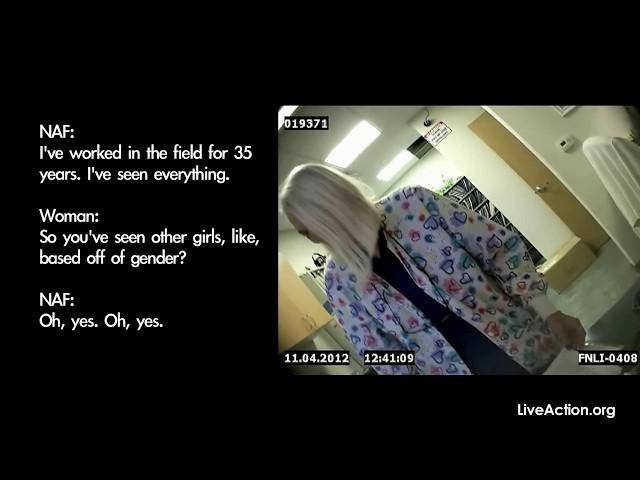 NAF:
I've worked in the field for 35
years. I've seen everything.
Woman:
So you've seen other girls, like,
based off of gender?
NAF:
Oh, yes. Oh, yes.
019371
11.04.2012
12:41:09
FNLI-0408
LiveAction.org